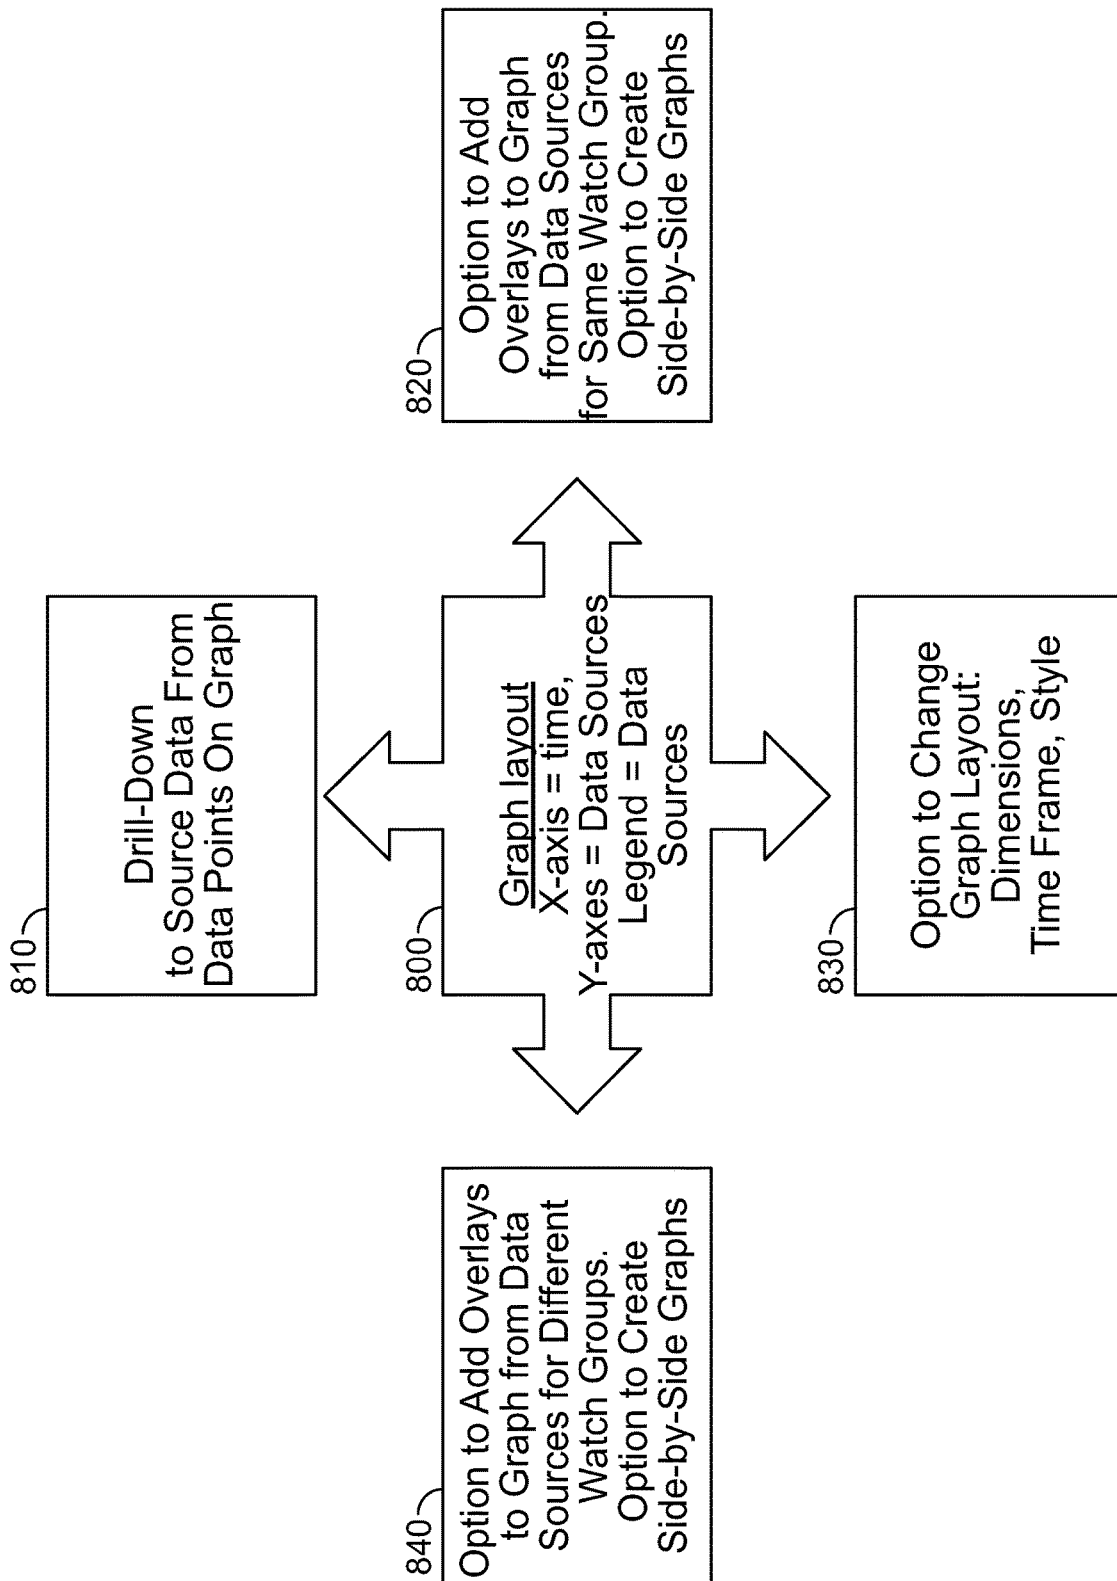 810
Drill-Down
to Source Data From
Data Points On Graph
840
Option to Add Overlays
to Graph from Data
Sources for Different
Watch Groups.
Option to Create
Side-by-Side Graphs
800
Graph layout
X-axis = time,
Y-axes = Data Sources
Legend = Data
Sources
820
Option to Add
Overlays to Graph
from Data Sources
for Same Watch Group.
Option to Create
Side-by-Side Graphs
830
Option to Change
Graph Layout:
Dimensions,
Time Frame, Style